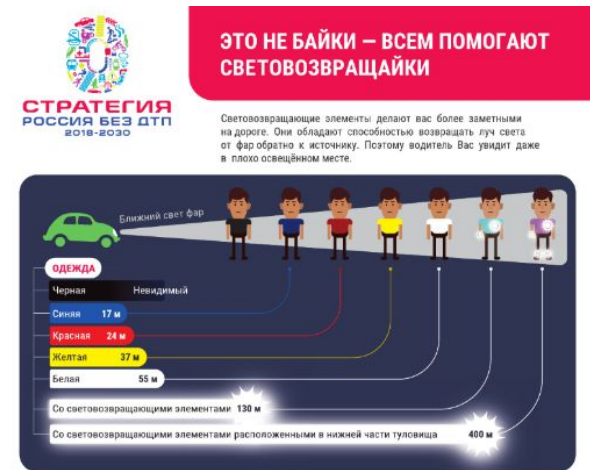 СТРАТЕГИЯ
РОССИЯ БЕЗ ДТП
2018-2030
ЭТО НЕ БАЙКИ — ВСЕМ ПОМОГАЮТ
СВЕТОВОЗВРАЩАЙКИ
Световозвращающие элементы делают вас более заметными
на дороге. Они обладают способностью возвращать луч света
от фар обратно к источнику. Поэтому водитель Вас увидит даже
в плохо освещённом месте.
Ближний свет фар
ОДЕЖДА
Черная Невидимый
Синяя 17 м
Красная 24 м
Желтая 37 м
Белая 55 м
Со световозвращающими элементами 130 м
Со световозвращающими элементами расположенными в нижней части туловища 400 м